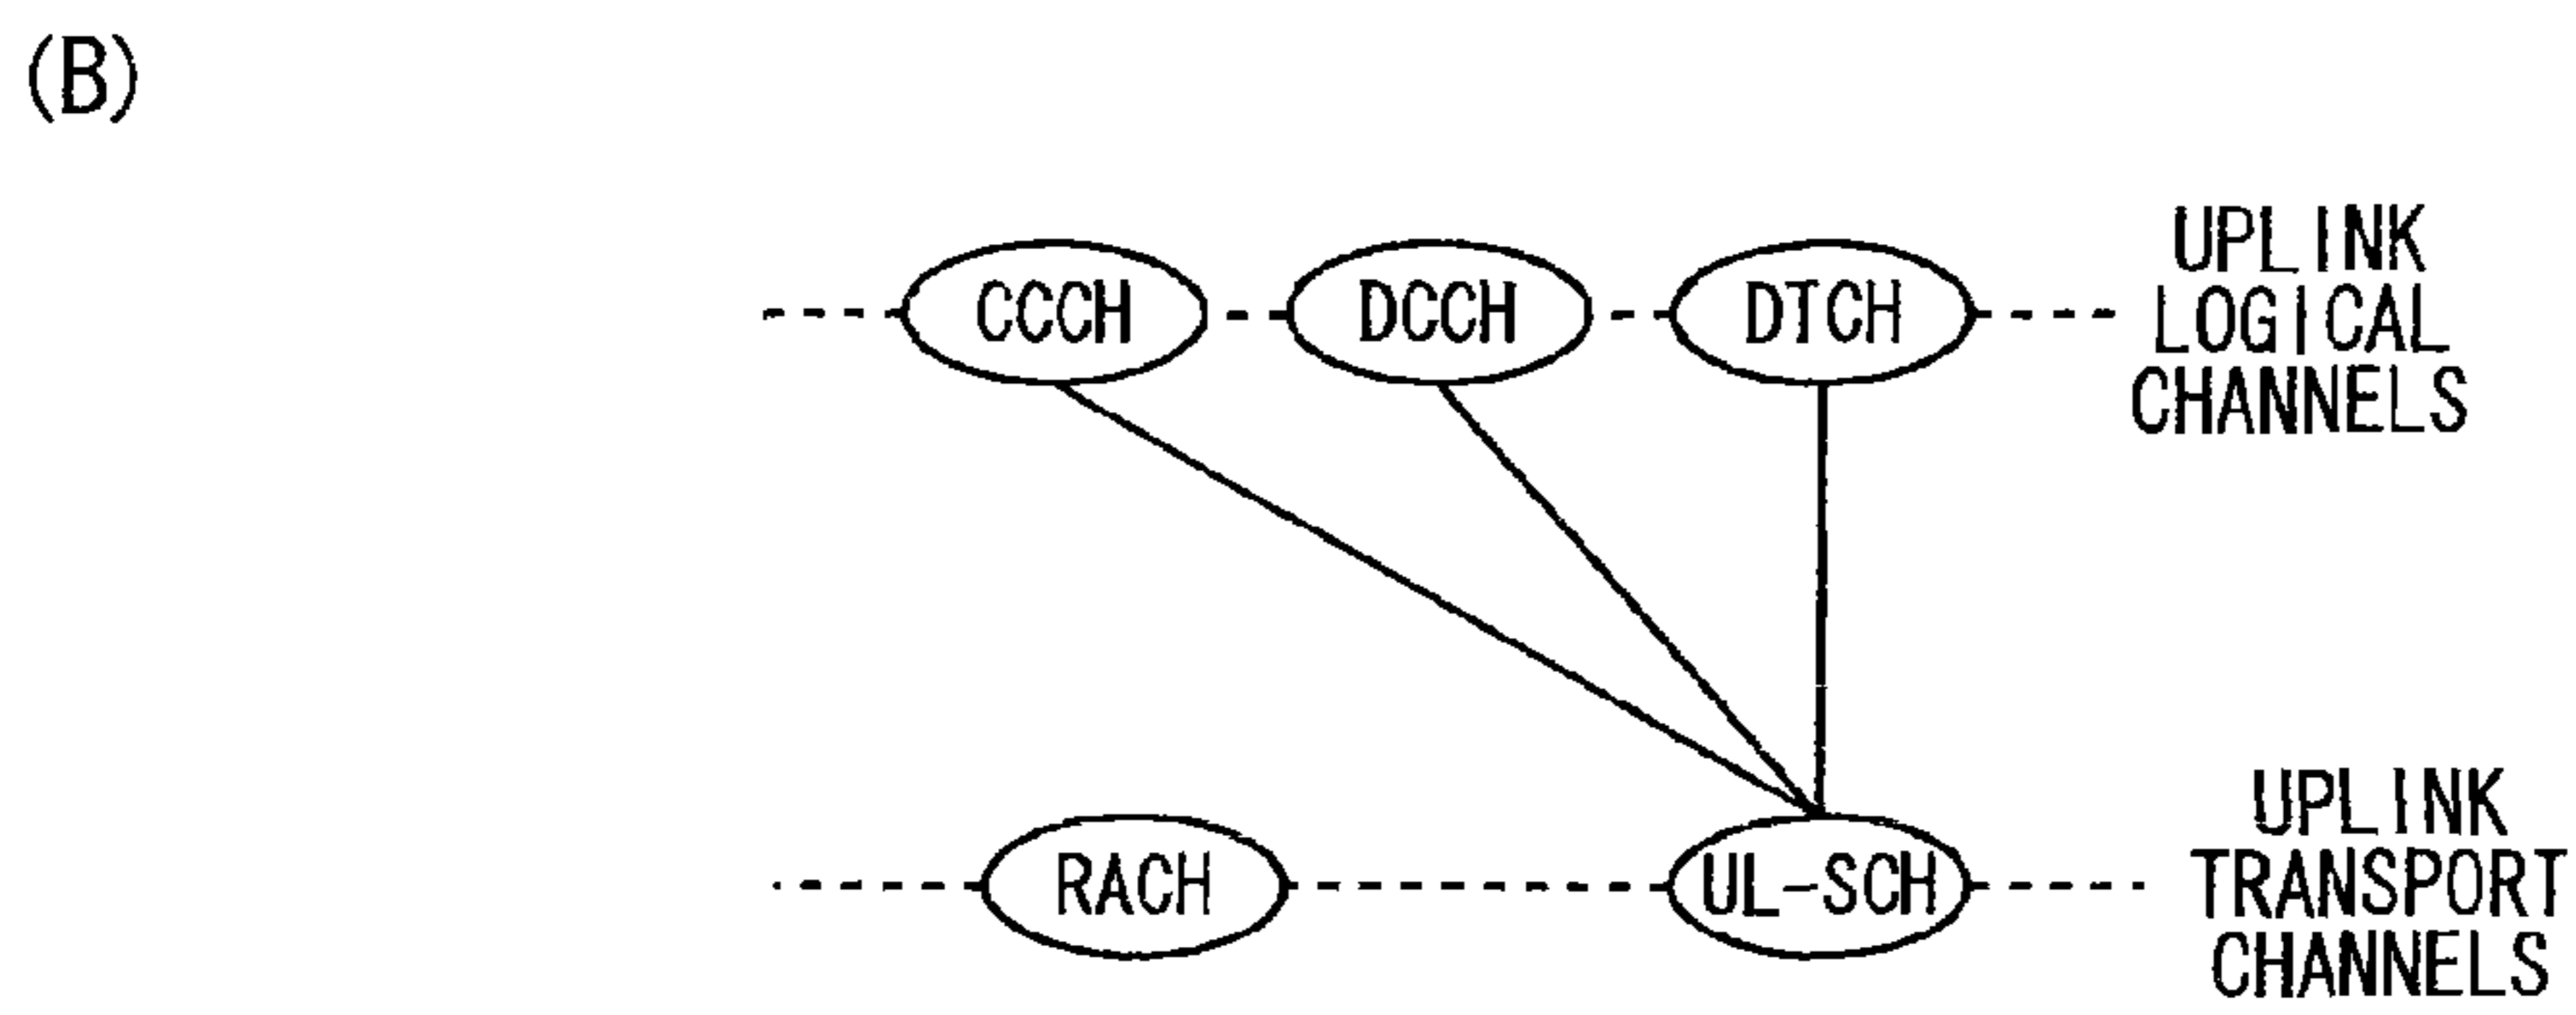 (B)
CCCH
DCCH
DTCH
UPLINK
LOGICAL
CHANNELS
RACH
UL-SCH
UPLINK
TRANSPORT
CHANNELS